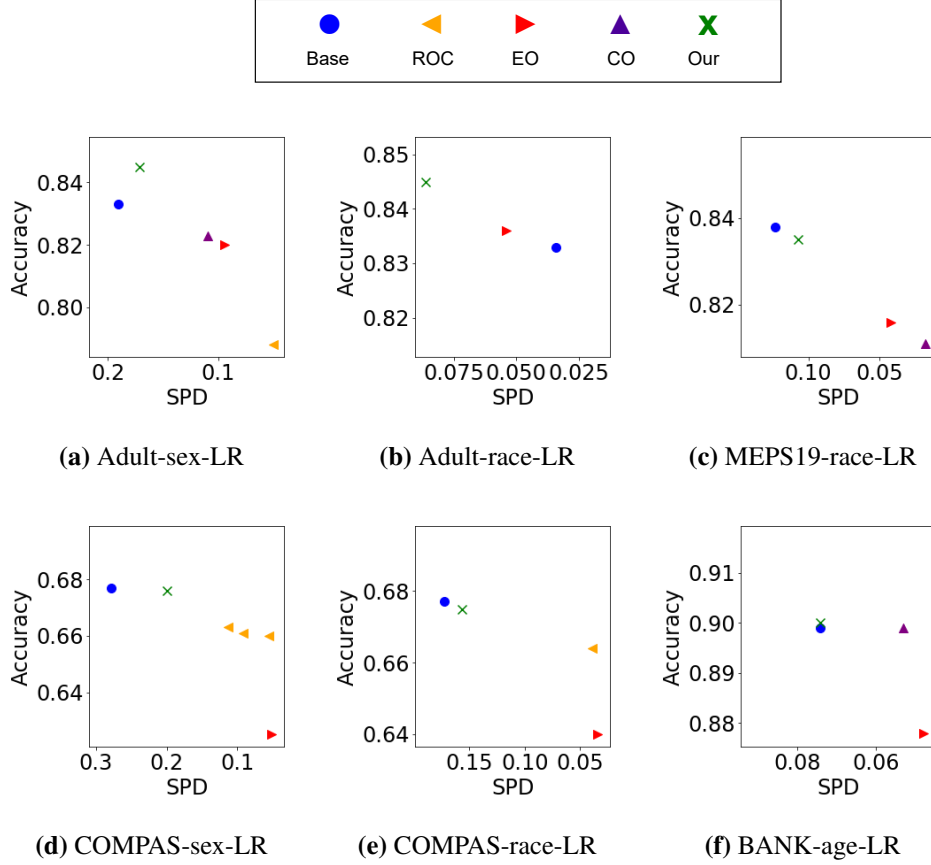 Base ROC EO CO Our
Accuracy
0.84
0.82
0.80
0.2 0.1
SPD
(a) Adult-sex-LR
Accuracy
0.85
0.84
0.83
0.82
0.075 0.050 0.025
SPD
(b) Adult-race-LR
Accuracy
0.84
0.82
0.10 0.05
SPD
(c) MEPS19-race-LR
Accuracy
0.68
0.66
0.64
0.3 0.2 0.1
SPD
(d) COMPAS-sex-LR
Accuracy
0.68
0.66
0.64
0.15 0.10 0.05
SPD
(e) COMPAS-race-LR
Accuracy
0.91
0.90
0.89
0.88
0.08 0.06
SPD
(f) BANK-age-LR